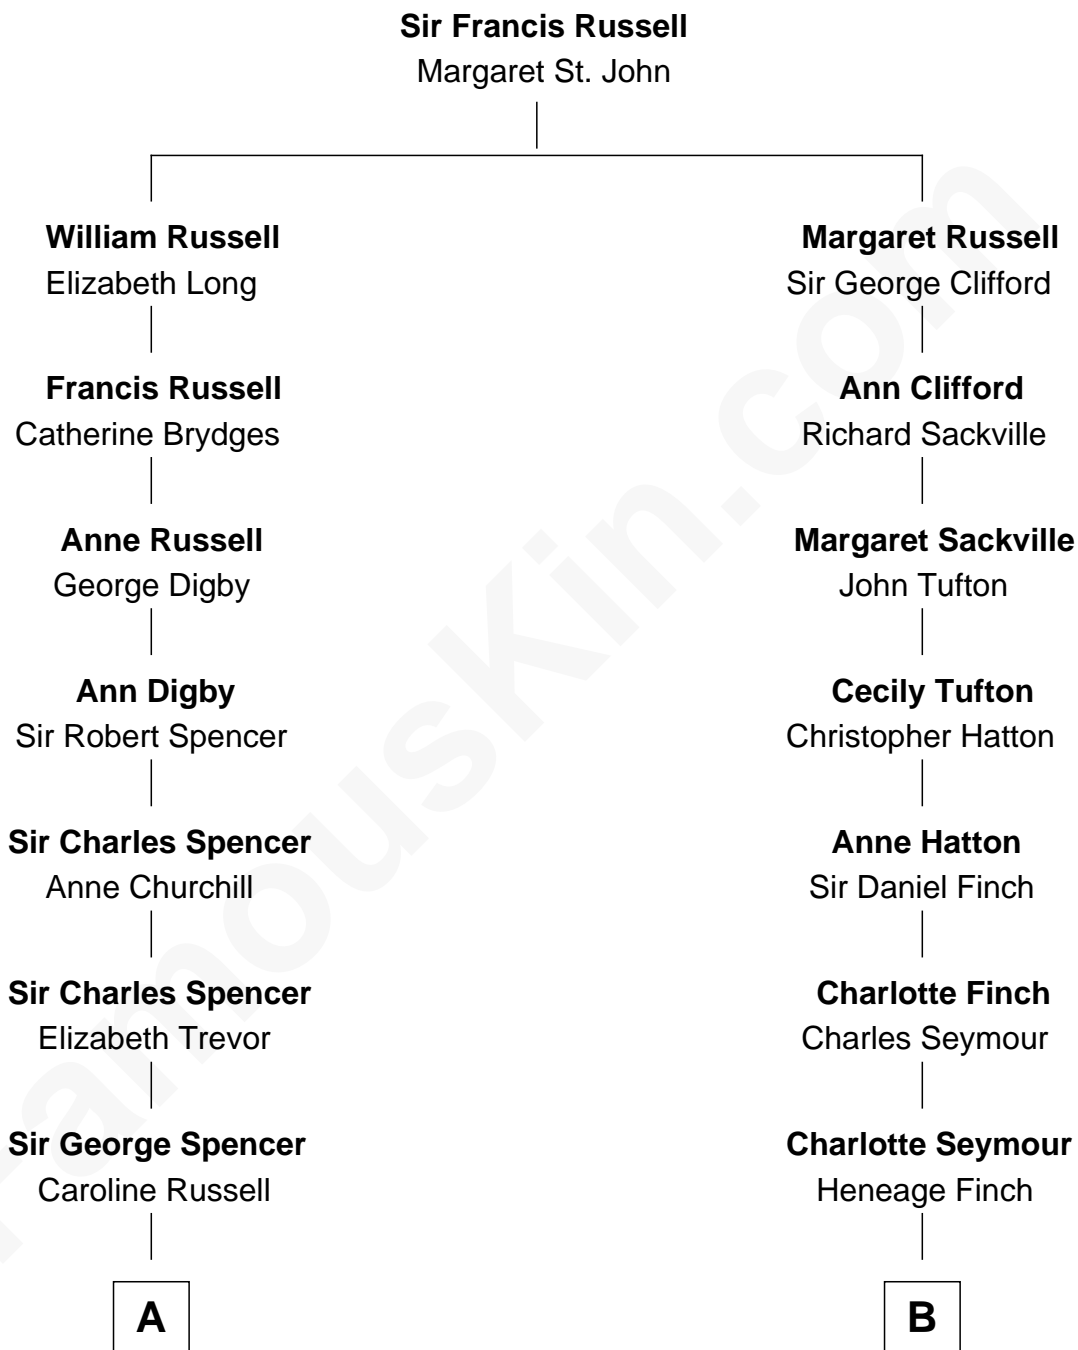 Sir Francis Russell
Margaret St. John
William Russell
Elizabeth Long
Margaret Russell
Sir George Clifford
Francis Russell
Catherine Brydges
Ann Clifford
Richard Sackville
Anne Russell
George Digby
Margaret Sackville
John Tufton
Ann Digby
Sir Robert Spencer
Cecily Tufton
Christopher Hatton
Sir Charles Spencer
Anne Churchill
Anne Hatton
Sir Daniel Finch
Sir Charles Spencer
Elizabeth Trevor
Charlotte Finch
Charles Seymour
Sir George Spencer
Caroline Russell
Charlotte Seymour
Heneage Finch
A
B
FamousKin.com